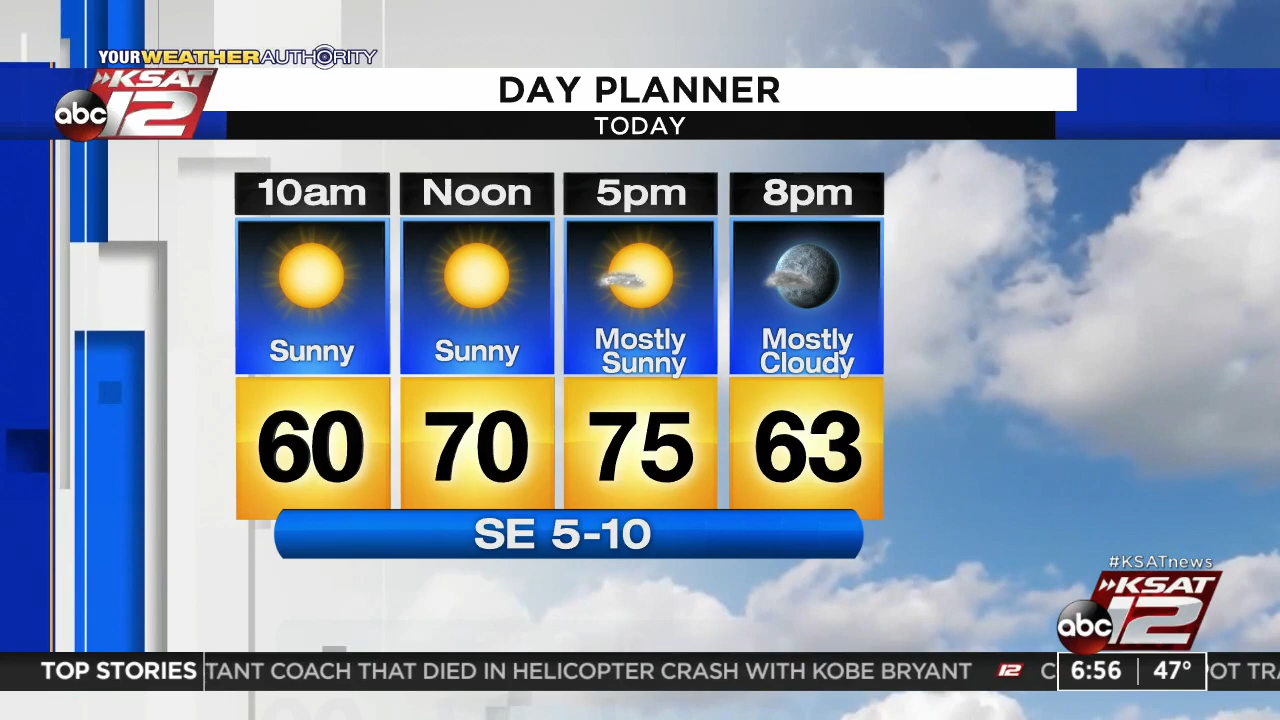 YOURWEATHERAUTHORITY
KSAT
abc 12
DAY PLANNER
TODAY
10am Noon 5pm 8pm
Sunny Sunny Mostly Sunny Mostly Cloudy
60 70 75 63
SE 5-10
#KSATnews
KSAT
abc 12
TOP STORIES TANT COACH THAT DIED IN HELICOPTER CRASH WITH KOBE BRYANT 12 C 6:56 47° OT TRA